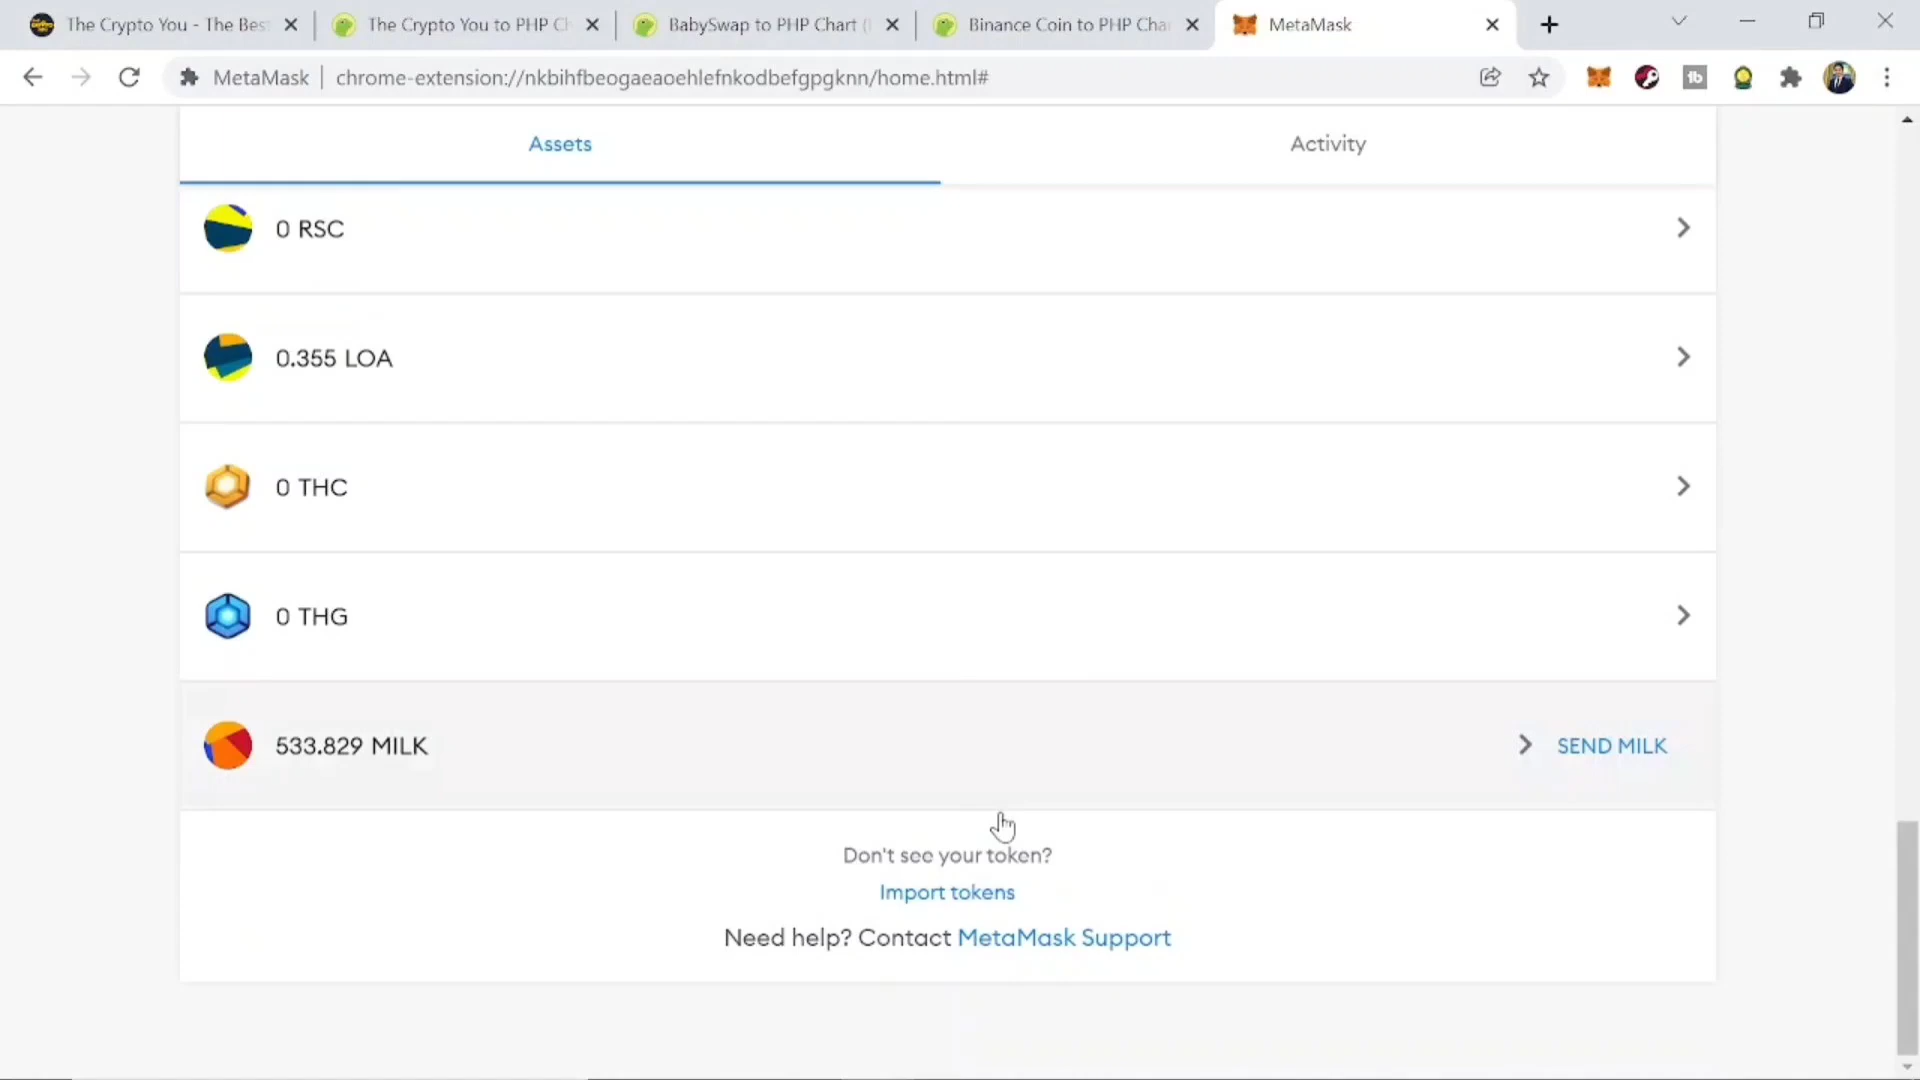 The Crypto You - The Bes
The Crypto You to PHP Ch
BabySwap to PHP Chart (
Binance Coin to PHP Cha
MetaMask
MetaMask | chrome-extension://nkbihfbeogaeaoehlefnkodbefgpgknn/home.html#
tb
Assets
Activity
0 RSC
0.355 LOA
0 THC
0 THG
533.829 MILK
SEND MILK
Don't see your token?
Import tokens
Need help? Contact MetaMask Support